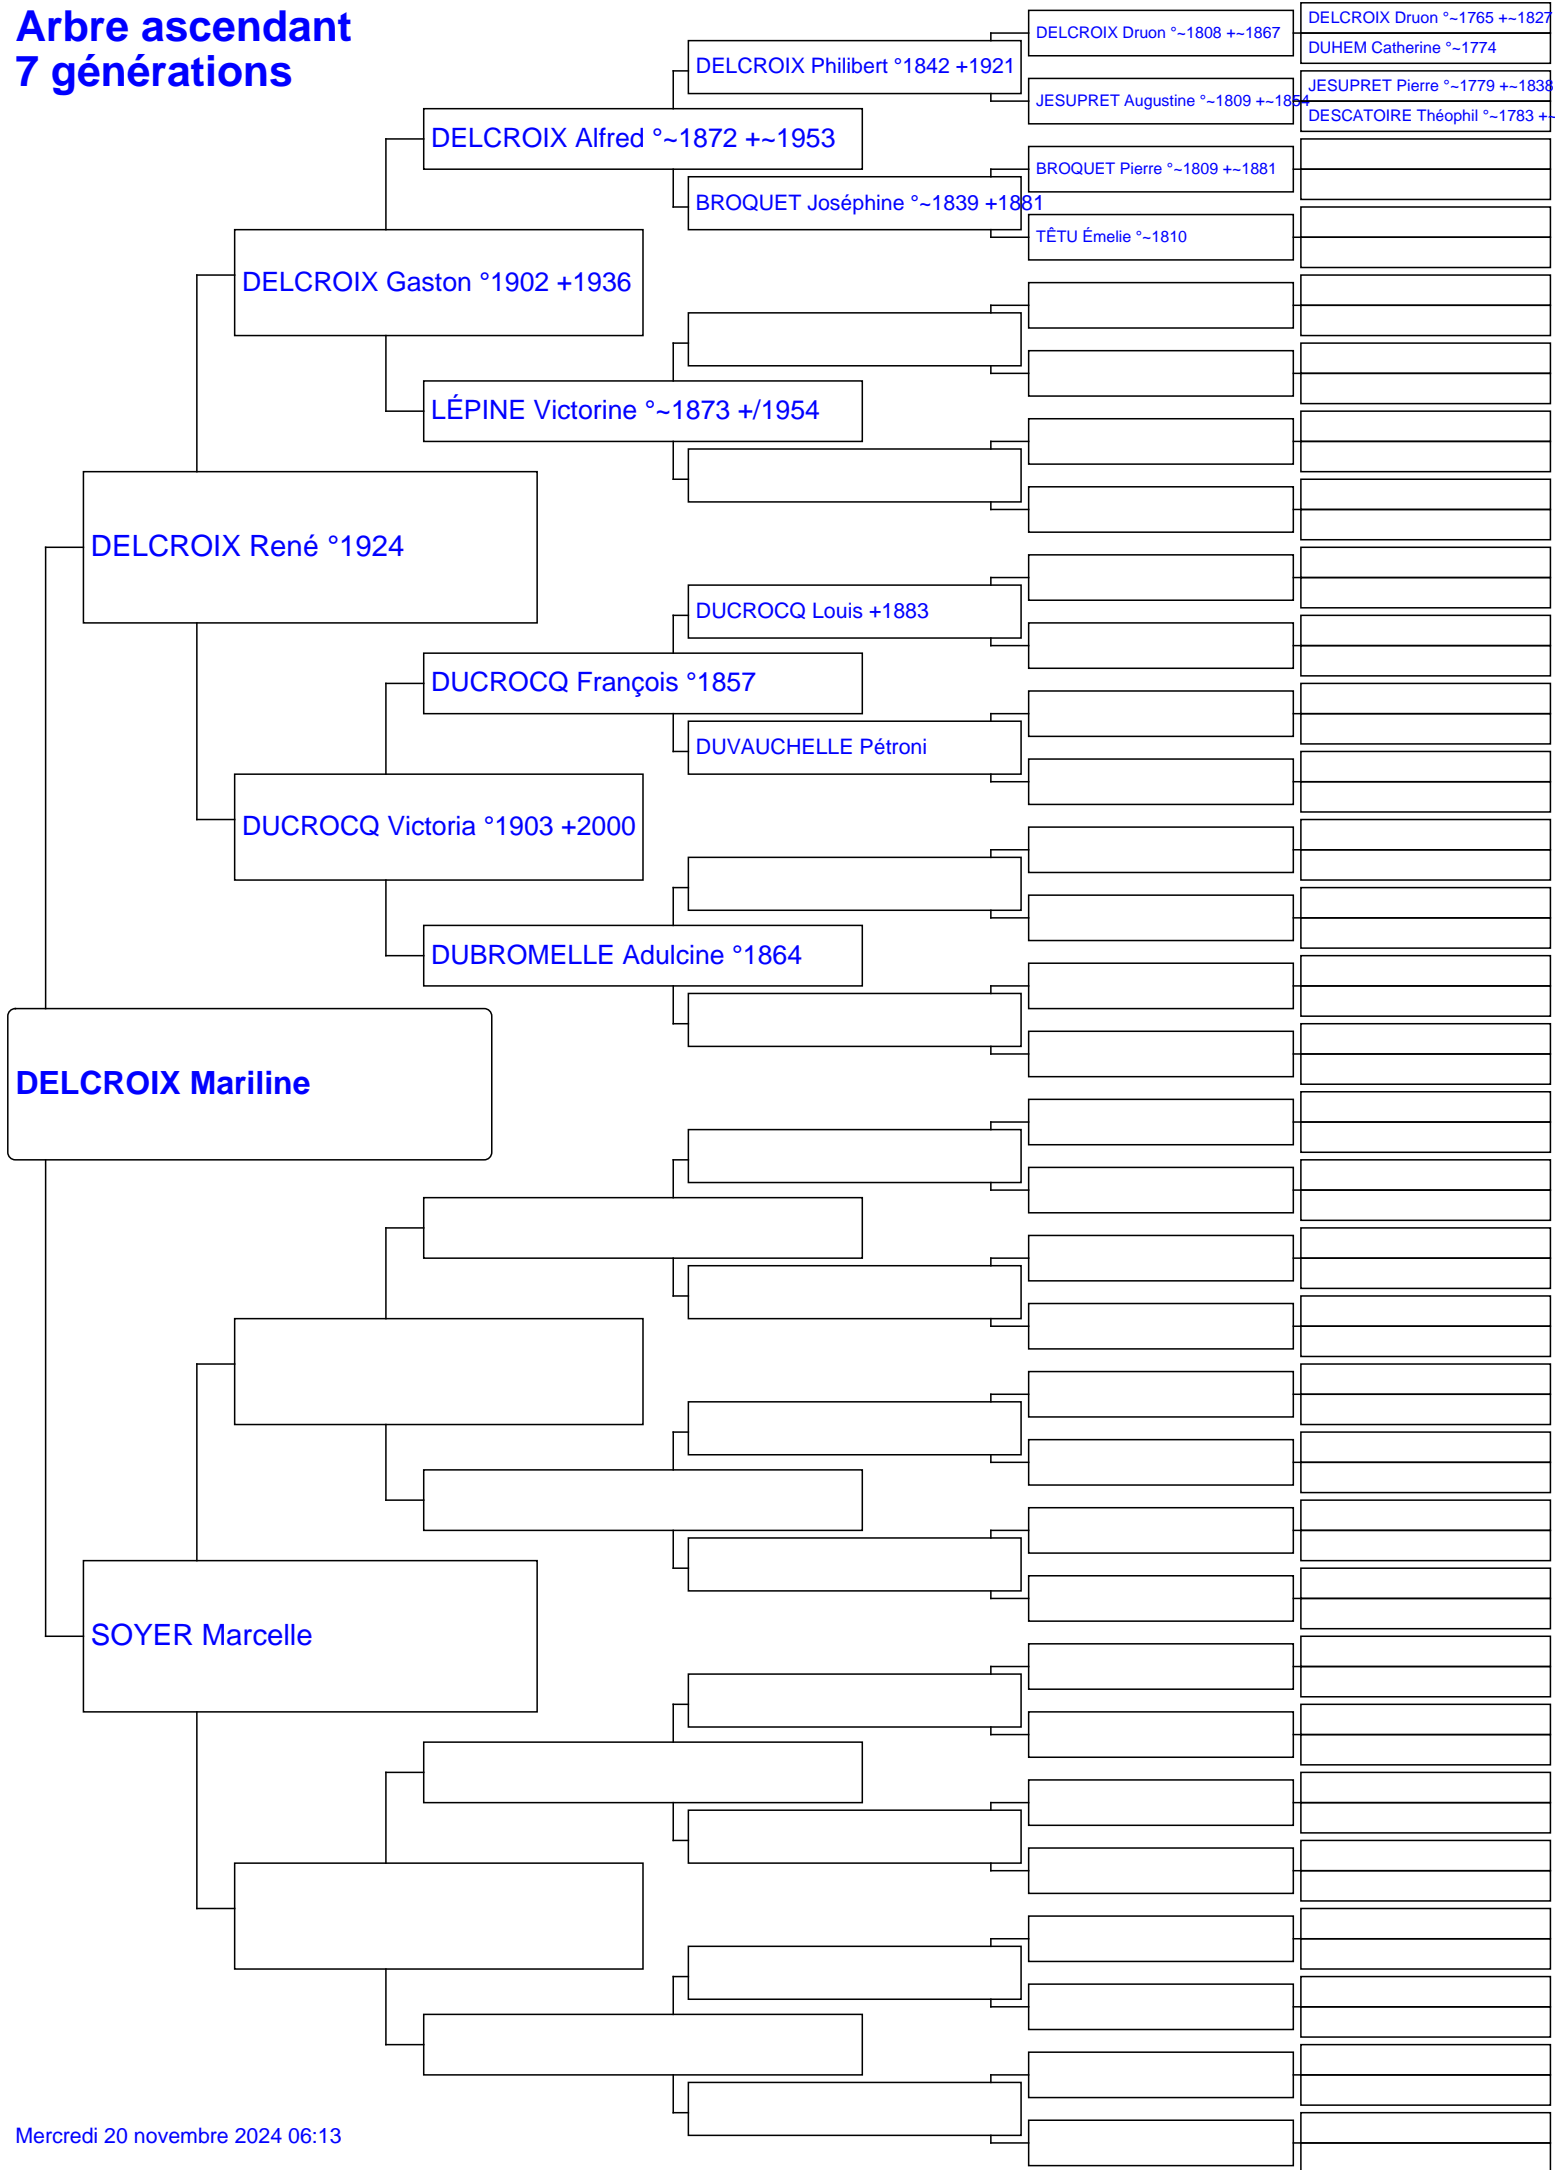 Arbre ascendant
7 générations
DELCROIX Druon °~1765 +~1827
DELCROIX Druon °~1808 +~1867
DUHEM Catherine °~1774
DELCROIX Philibert °1842 +1921
JESUPRET Pierre °~1779 +~1838
JESUPRET Augustine °~1809 +~1854
DESCATOIRE Théophil °~1783 +~
DELCROIX Alfred °~1872 +~1953
BROQUET Pierre °~1809 +~1881
BROQUET Joséphine °~1839 +1881
TÊTU Émelie °~1810
DELCROIX Gaston °1902 +1936
LÉPINE Victorine °~1873 +/1954
DELCROIX René °1924
DUCROCQ Louis +1883
DUCROCQ François °1857
DUVAUCHELLE Pétroni
DUCROCQ Victoria °1903 +2000
DUBROMELLE Adulcine °1864
DELCROIX Mariline
SOYER Marcelle
Mercredi 20 novembre 2024 06:13